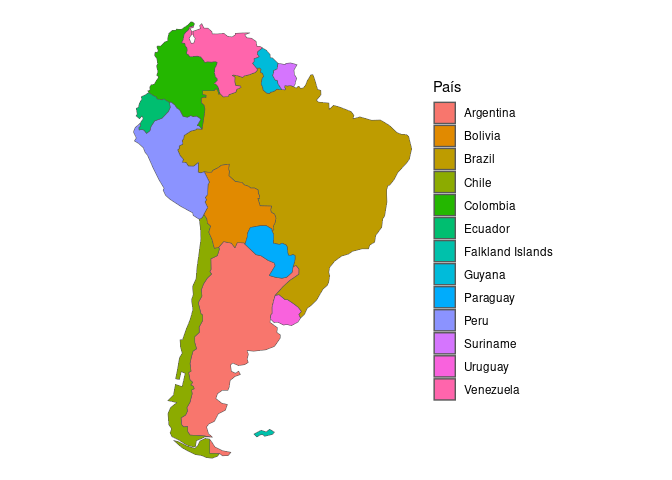 País
Argentina
Bolivia
Brazil
Chile
Colombia
Ecuador
Falkland Islands
Guyana
Paraguay
Peru
Suriname
Uruguay
Venezuela